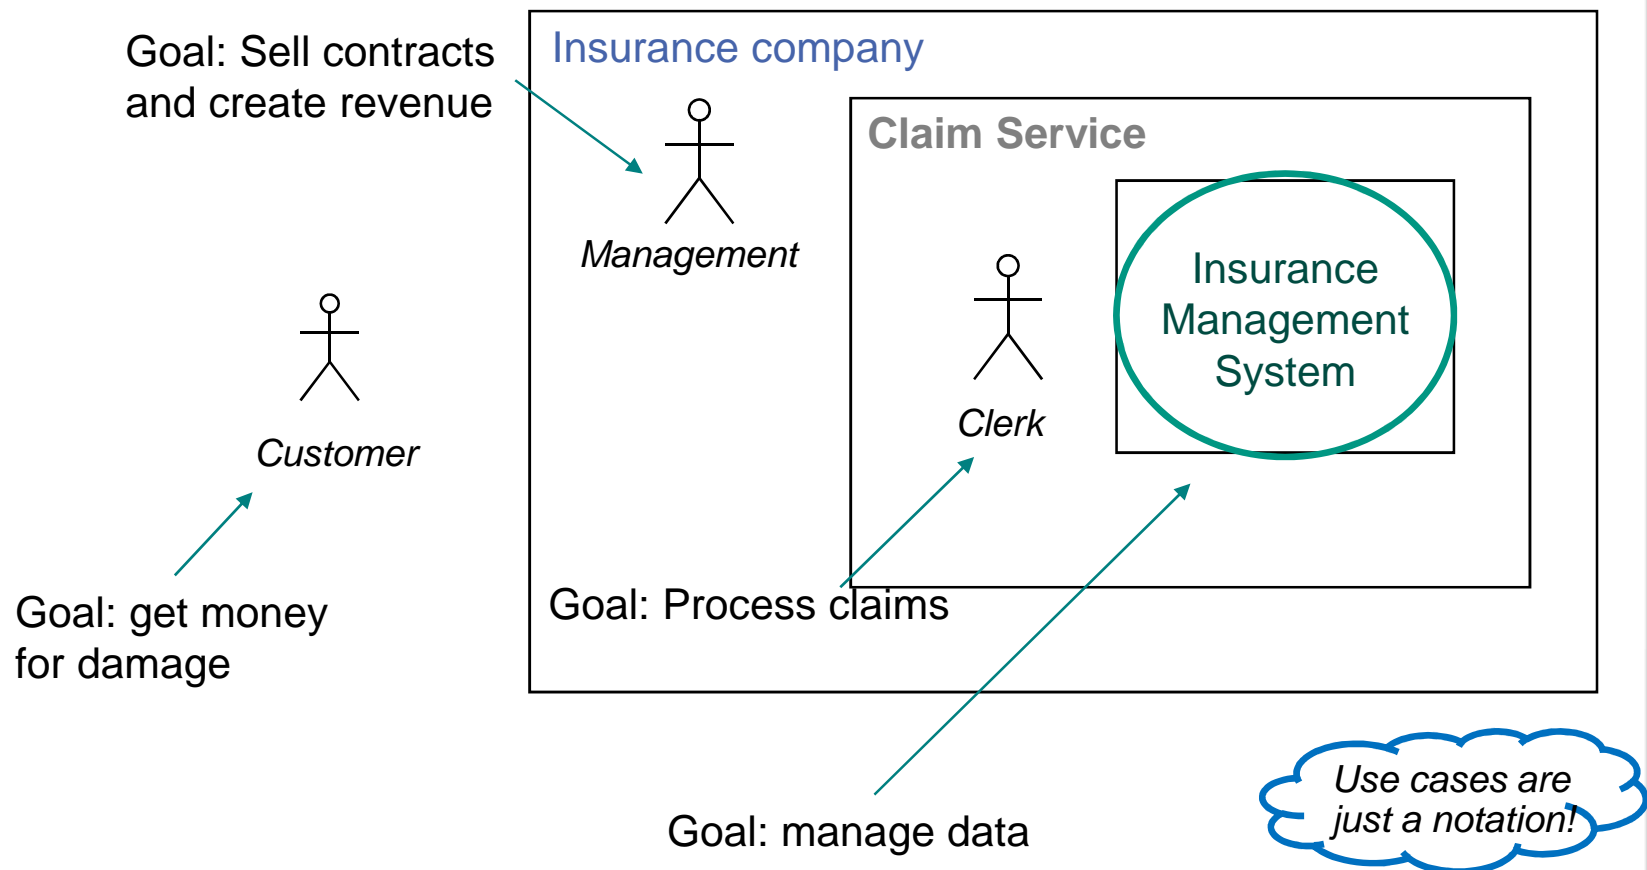 Goal: Sell contracts
and create revenue
Insurance company
Claim Service
Management
Insurance
Management
System
Clerk
Customer
Goal: get money
for damage
Goal: Process claims
Goal: manage data
Use cases are
just a notation!